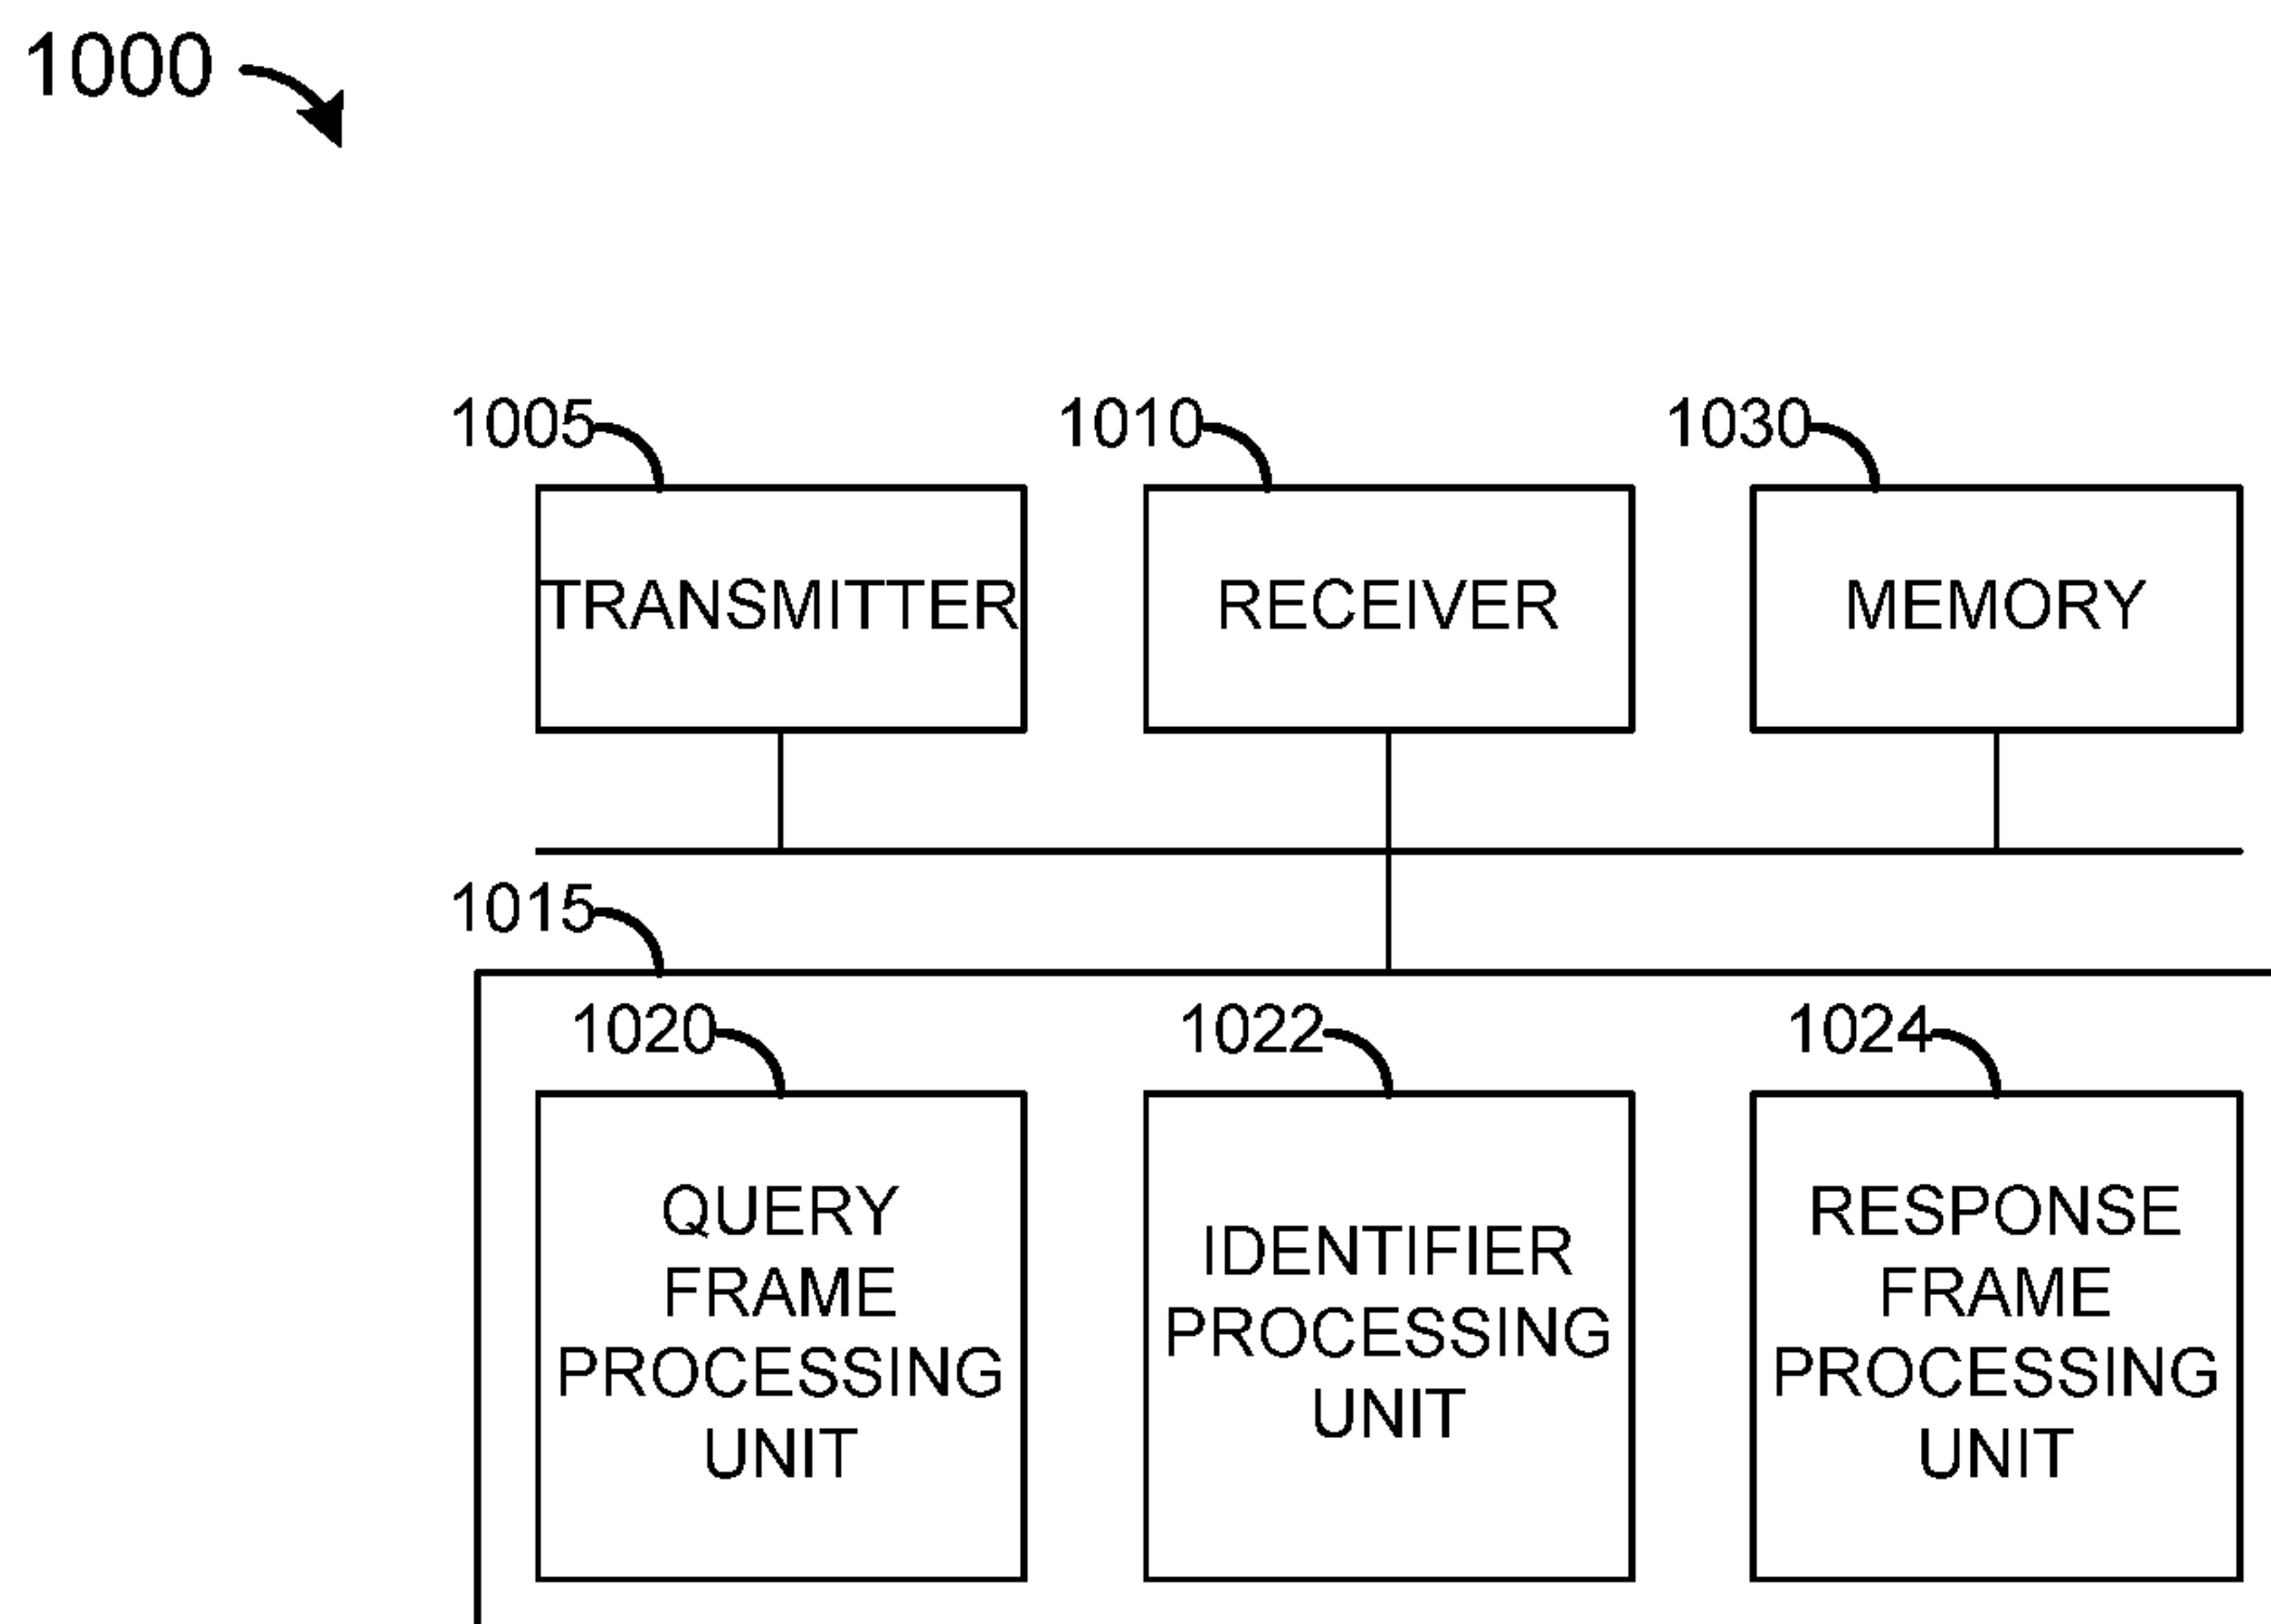 1000
1005
1010
1030
TRANSMITTER
RECEIVER
MEMORY
1015
1020
1022
1024
QUERY
FRAME
PROCESSING
UNIT
IDENTIFIER
PROCESSING
UNIT
RESPONSE
FRAME
PROCESSING
UNIT